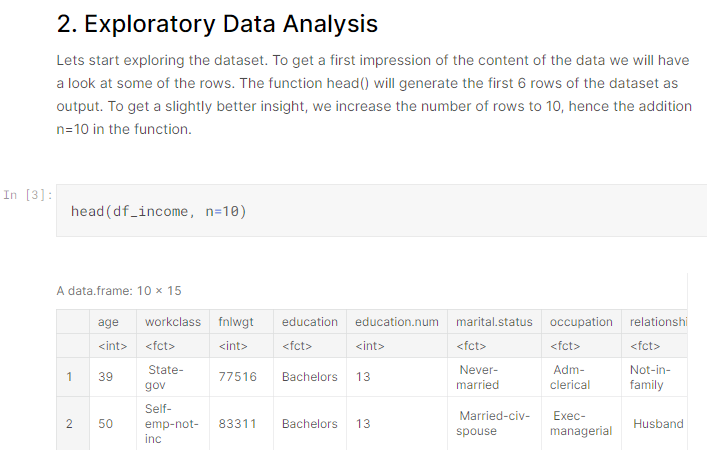 2. Exploratory Data Analysis
Lets start exploring the dataset. To get a first impression of the content of the data we will have
a look at some of the rows. The function head() will generate the first 6 rows of the dataset as
output. To get a slightly better insight, we increase the number of rows to 10, hence the addition
n=10 in the function.
In [3]:
head(df_income, n=10)
A data.frame: 10 × 15
age workclass fnlwgt education education.num marital.status occupation relationshi
<int> <fct> <int> <fct> <int> <fct> <fct> <fct>
1 39 State-gov 77516 Bachelors 13 Never-married Adm-clerical Not-in-family
2 50 Self-emp-not-inc 83311 Bachelors 13 Married-civ-spouse Exec-managerial Husband